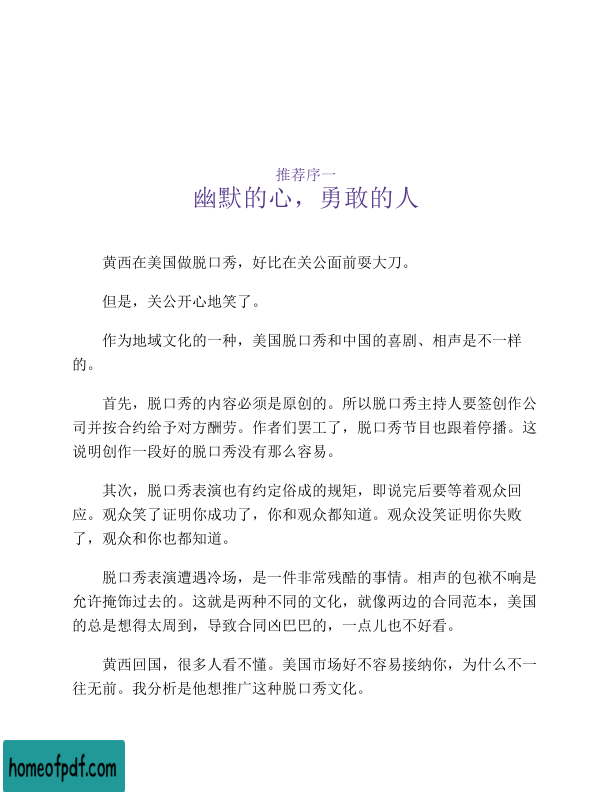 推荐序一
幽默的心，勇敢的人
黄西在美国做脱口秀，好比在关公面前耍大刀。
但是，关公开心地笑了。
作为地域文化的一种，美国脱口秀和中国的喜剧、相声是不一样
的。
首先，脱口秀的内容必须是原创的。所以脱口秀主持人要签创作公
司并按合约给予对方酬劳。作者们罢工了，脱口秀节目也跟着停播。这
说明创作一段好的脱口秀没有那么容易。
其次，脱口秀表演也有约定俗成的规矩，即说完后要等着观众回
应。观众笑了证明你成功了，你和观众都知道。观众没笑证明你失败
了，观众和你也都知道。
脱口秀表演遭遇冷场，是一件非常残酷的事情。相声的包袱不响是
允许掩饰过去的。这就是两种不同的文化，就像两边的合同范本，美国
的总是想得太周到，导致合同凶巴巴的，一点儿也不好看。
黄西回国，很多人看不懂。美国市场好不容易接纳你，为什么不一
往无前。我分析是他想推广这种脱口秀文化。
homeofpdf.com